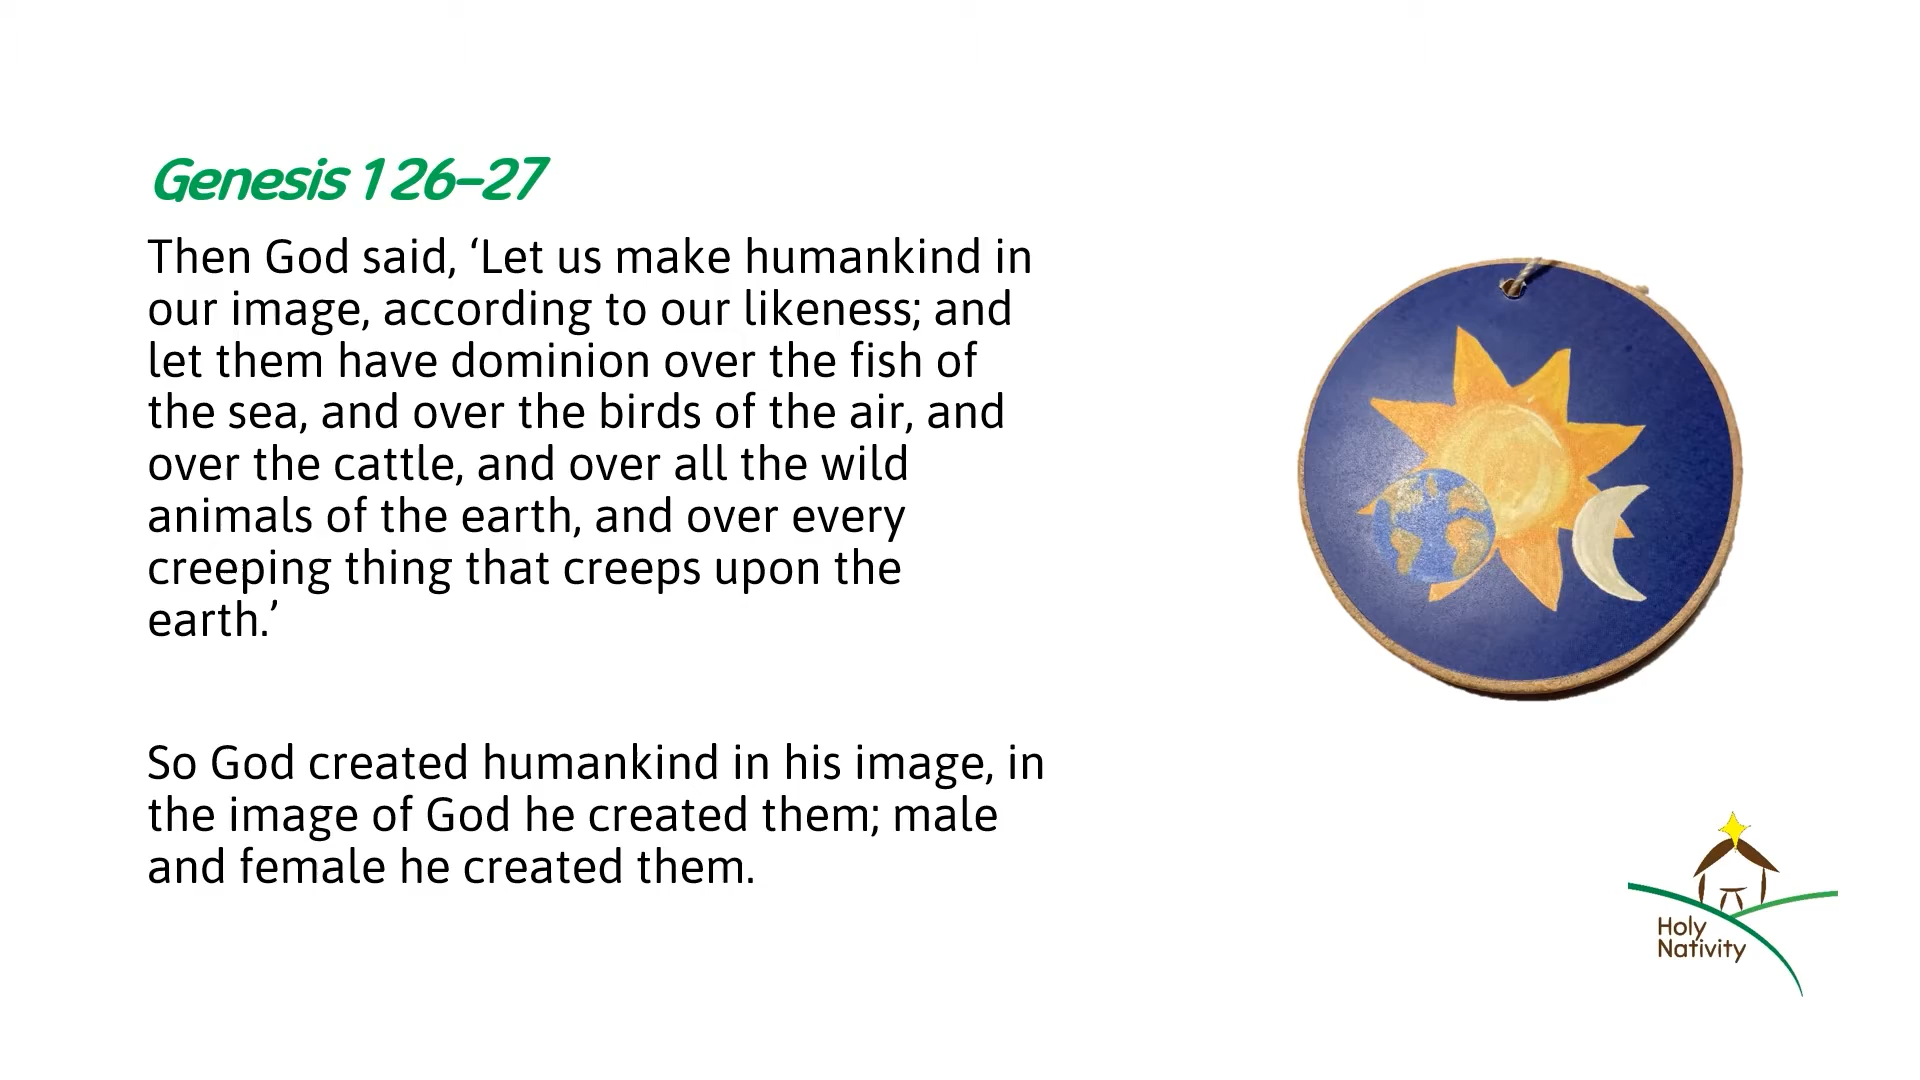 Genesis 1 26–27
Then God said, ‘Let us make humankind in
our image, according to our likeness; and
let them have dominion over the fish of
the sea, and over the birds of the air, and
over the cattle, and over all the wild
animals of the earth, and over every
creeping thing that creeps upon the
earth.’
So God created humankind in his image, in
the image of God he created them; male
and female he created them.
Holy
Nativity